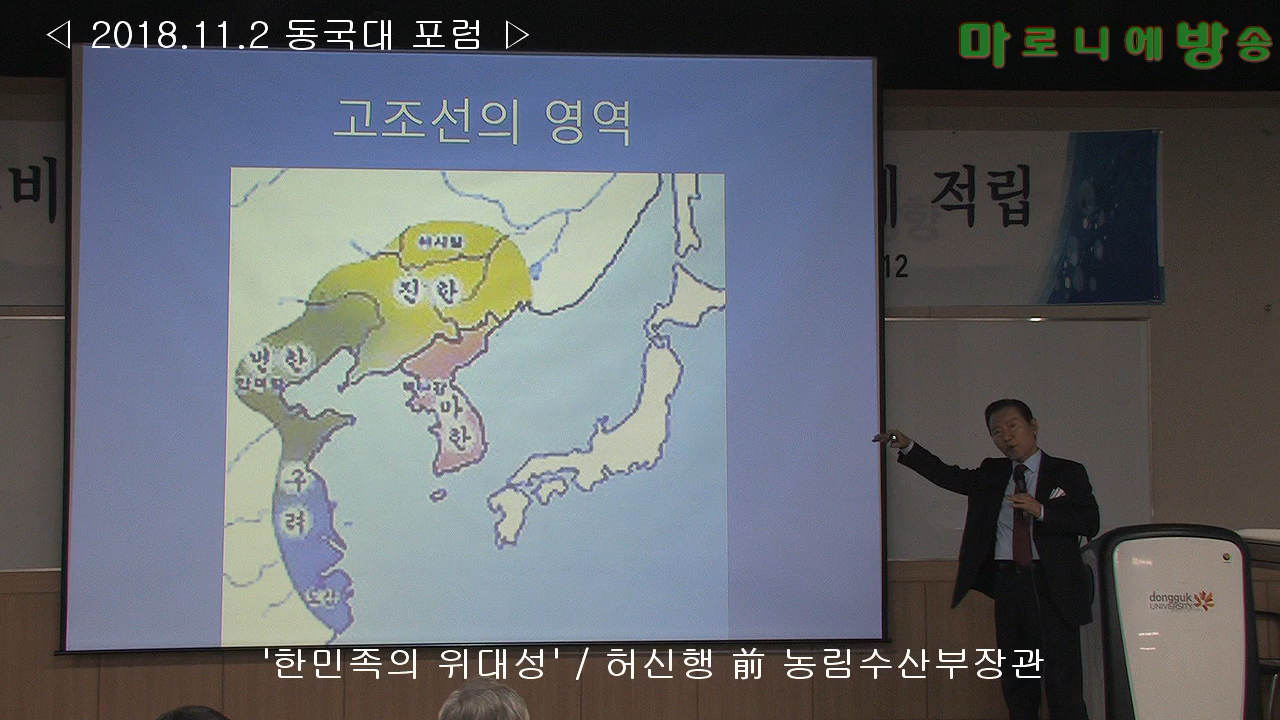 ◁ 2018.11.2 동국대 포럼 ▷
마로니에방송
고조선의 영역
비
적립
12
진한
변한
마한
구려
dongguk
UNIVERSITY
'한민족의 위대성' / 허신행 前 농림수산부장관